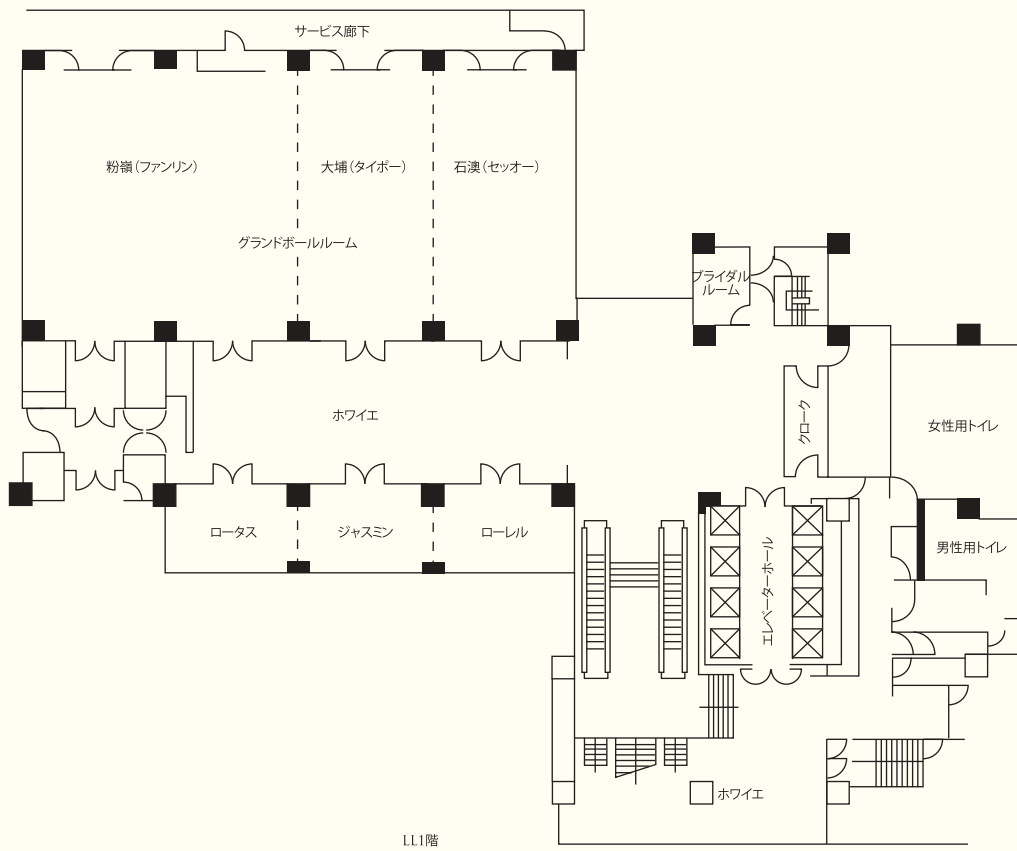 サービス廊下
粉嶺（ファンリン）
大埔（タイポー）
石澳（セッオー）
グランドボールルーム
ブライダル
ルーム
ホワイエ
クローク
女性用トイレ
ロータス
ジャスミン
ローレル
エレベーターホール
男性用トイレ
ホワイエ
LL1階